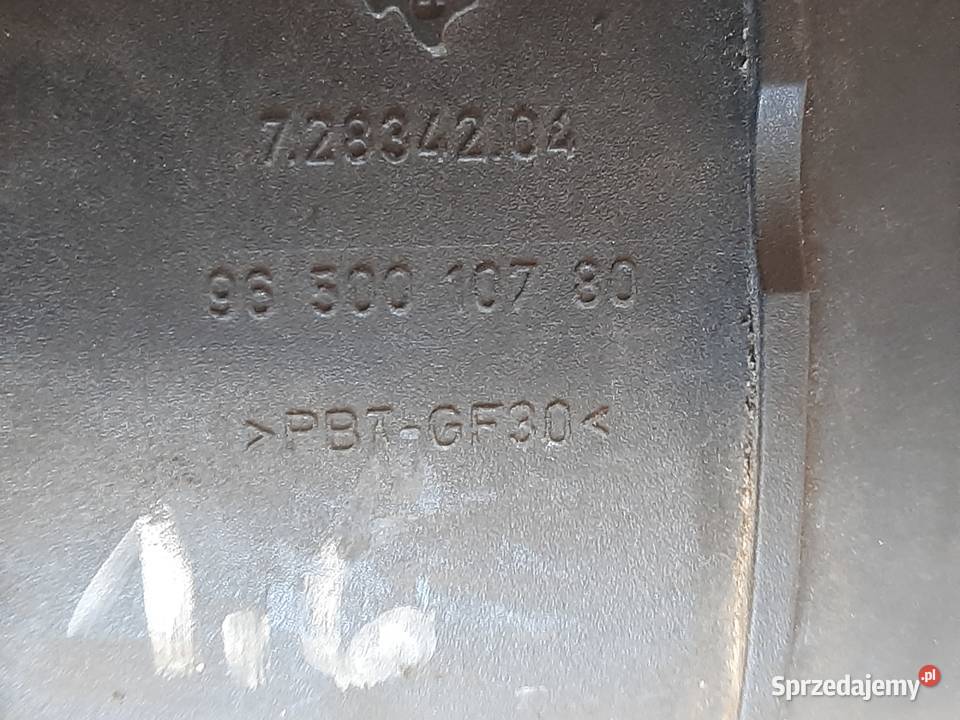 7.28342.04
96 500 107 80
>PBT-GF30<
1.6
Sprzedajemy.pl